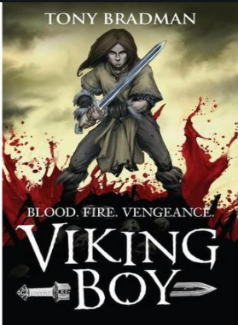 TONY BRADMAN
BLOOD. FIRE. VENGEANCE.
VIKING
BOY